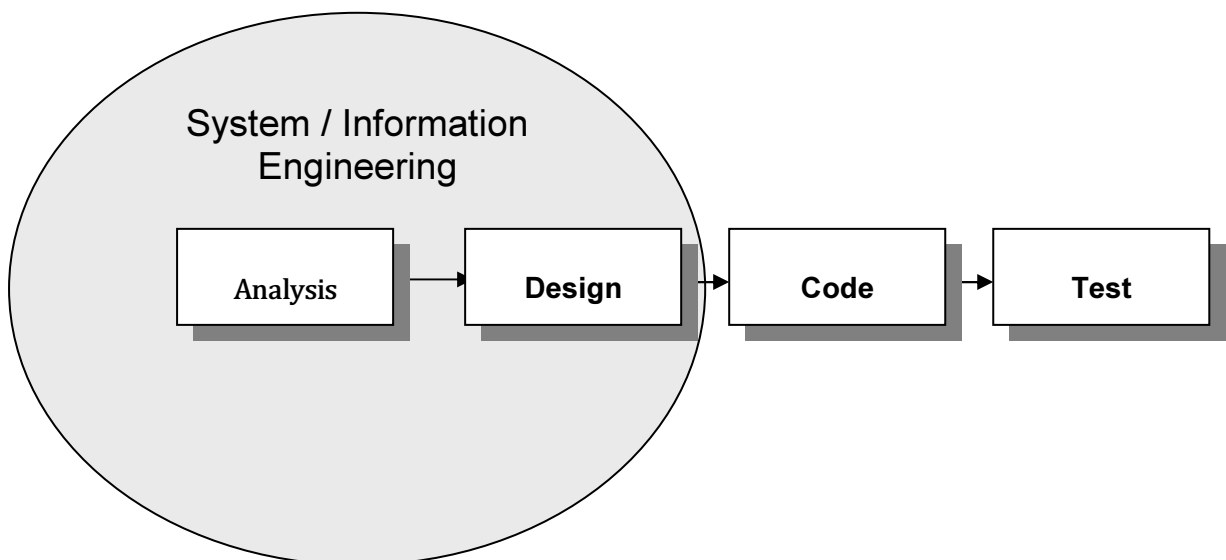 System / Information
Engineering
Analysis
Design
Code
Test